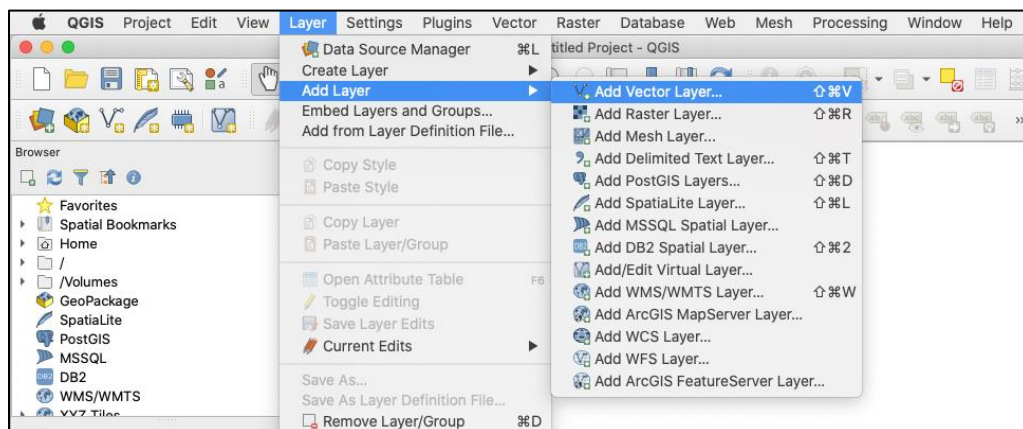 QGIS Project Edit View Layer Settings Plugins Vector Raster Database Web Mesh Processing Window Help
titled Project - QGIS
Data Source Manager ⌘L
Create Layer
Add Layer
Embed Layers and Groups...
Add from Layer Definition File...
Copy Style
Paste Style
Copy Layer
Paste Layer/Group
Open Attribute Table F6
Toggle Editing
Save Layer Edits
Current Edits
Save As...
Save As Layer Definition File...
Remove Layer/Group ⌘D
Add Vector Layer... ⇧⌘V
Add Raster Layer... ⇧⌘R
Add Mesh Layer...
Add Delimited Text Layer... ⇧⌘T
Add PostGIS Layers... ⇧⌘D
Add SpatiaLite Layer... ⇧⌘L
Add MSSQL Spatial Layer...
Add DB2 Spatial Layer... ⇧⌘2
Add/Edit Virtual Layer...
Add WMS/WMTS Layer... ⇧⌘W
Add ArcGIS MapServer Layer...
Add WCS Layer...
Add WFS Layer...
Add ArcGIS FeatureServer Layer...
Browser
Favorites
Spatial Bookmarks
Home
/
/Volumes
GeoPackage
SpatiaLite
PostGIS
MSSQL
DB2 DB2
WMS/WMTS
XYZ Tiles